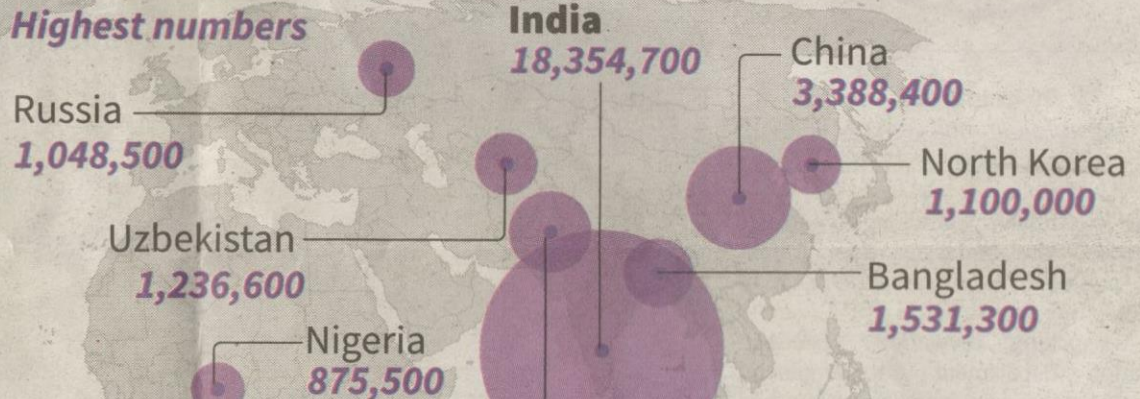 Highest numbers
India
18,354,700
China
3,388,400
Russia
1,048,500
North Korea
1,100,000
Uzbekistan
1,236,600
Bangladesh
1,531,300
Nigeria
875,500